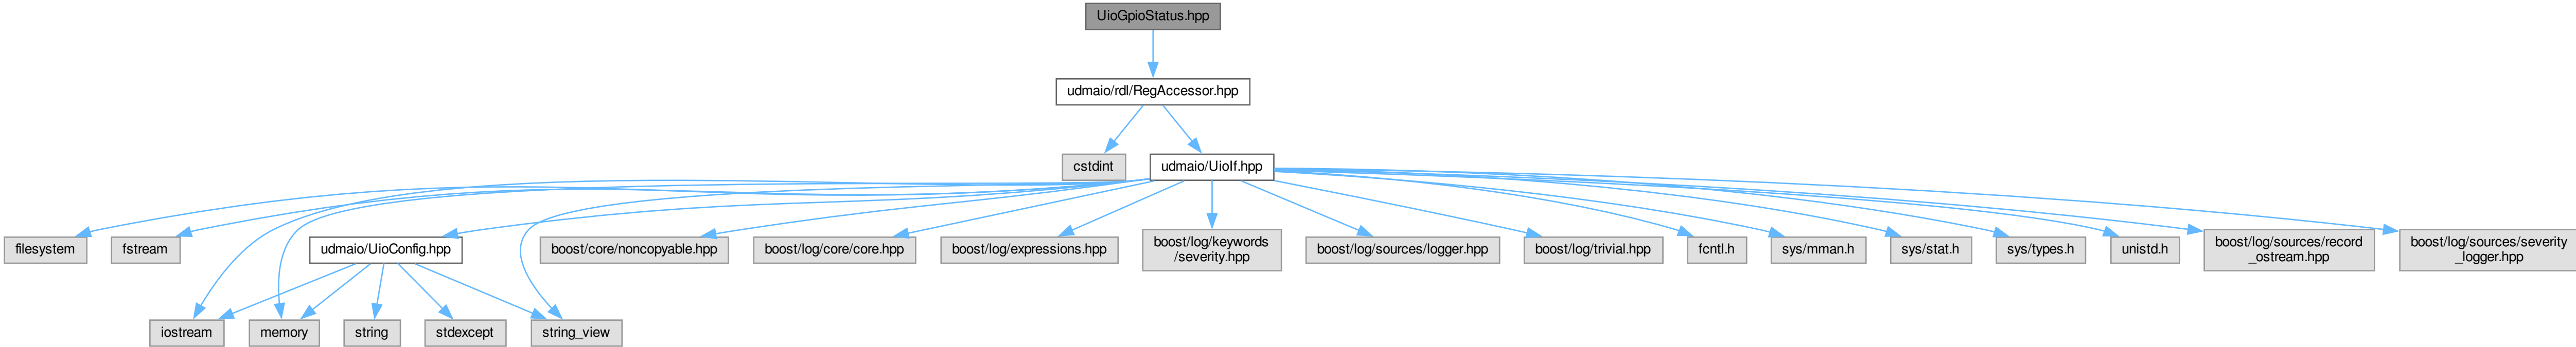 UioGpioStatus.hpp
udmaio/rdl/RegAccessor.hpp
cstdint
udmaio/UioIf.hpp
filesystem
fstream
udmaio/UioConfig.hpp
boost/core/noncopyable.hpp
boost/log/core/core.hpp
boost/log/expressions.hpp
boost/log/keywords
/severity.hpp
boost/log/sources/logger.hpp
boost/log/trivial.hpp
fcntl.h
sys/mman.h
sys/stat.h
sys/types.h
unistd.h
boost/log/sources/record
_ostream.hpp
boost/log/sources/severity
_logger.hpp
iostream
memory
string
stdexcept
string_view